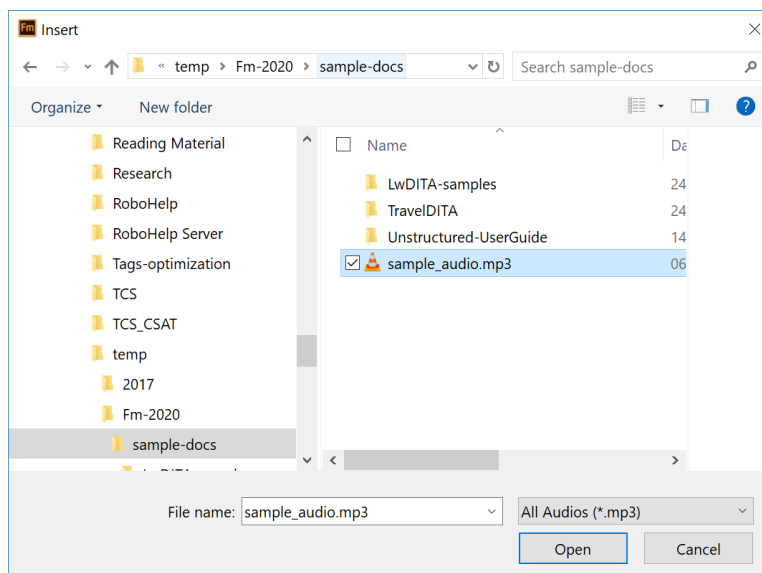 Fm Insert
« temp > Fm-2020 > sample-docs
Search sample-docs
Organize
New folder
?
Reading Material
Research
RoboHelp
RoboHelp Server
Tags-optimization
TCS
TCS_CSAT
temp
2017
Fm-2020
sample-docs
Name
Da
LwDITA-samples
24
TravelDITA
24
Unstructured-UserGuide
14
sample_audio.mp3
06
File name:
sample_audio.mp3
All Audios (*.mp3)
Open
Cancel